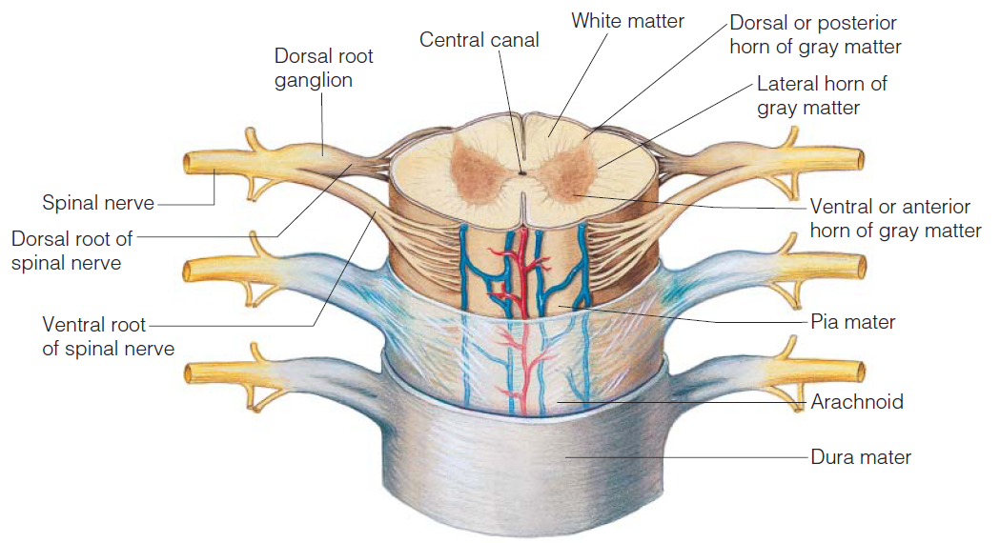 White matter
Dorsal or posterior
horn of gray matter
Central canal
Dorsal root
ganglion
Lateral horn of
gray matter
Spinal nerve
Ventral or anterior
horn of gray matter
Dorsal root of
spinal nerve
Ventral root
of spinal nerve
Pia mater
Arachnoid
Dura mater